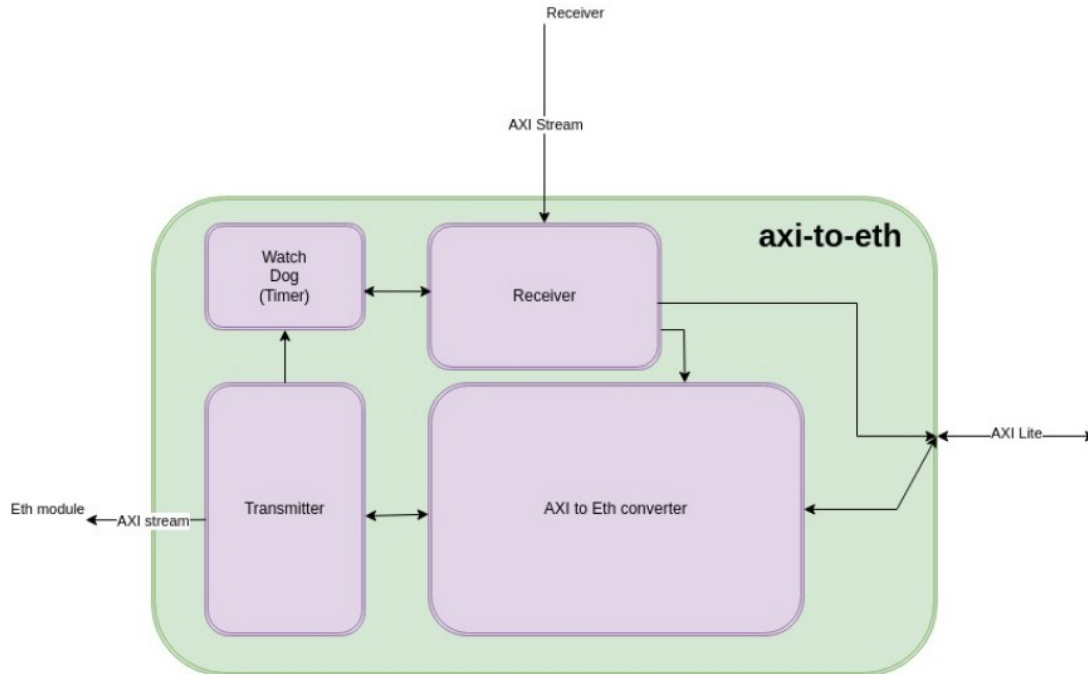 Receiver
AXI Stream
axi-to-eth
Watch
Dog
(Timer)
Receiver
AXI Lite
Transmitter
AXI to Eth converter
Eth module
AXI stream